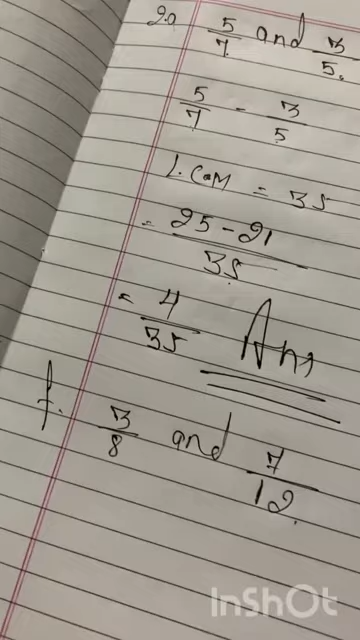 20 5/7 and 3/5.
5/7 - 3/5
L.C.M = 35
= 25 - 21 / 35
= 4/35 Ans
f. 3/8 and 7/12
InShOt